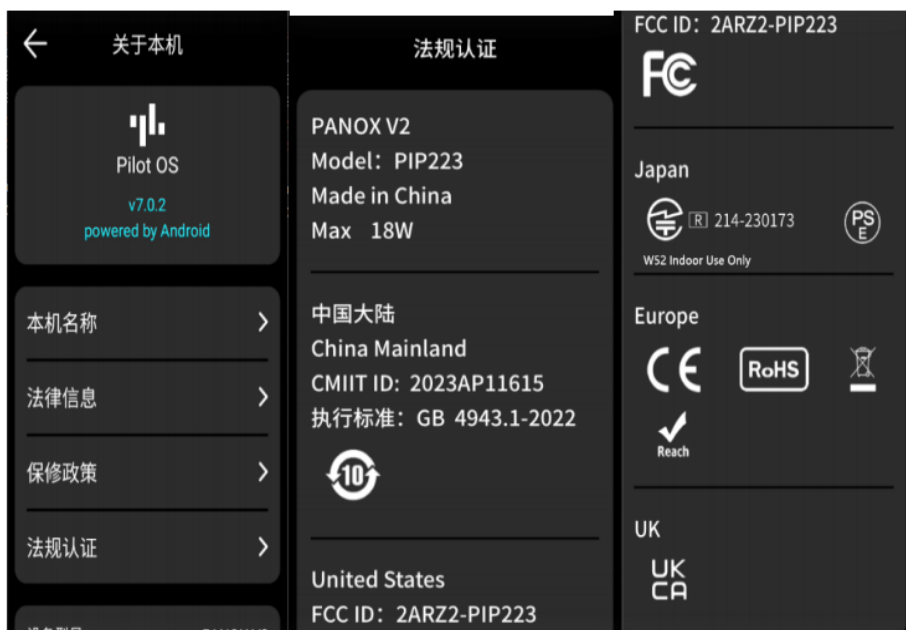 关于本机
Pilot OS
v7.0.2
powered by Android
本机名称
法律信息
保修政策
法规认证
法规认证
PANOX V2
Model: PIP223
Made in China
Max 18W
中国大陆
China Mainland
CMIIT ID: 2023AP11615
执行标准：GB 4943.1-2022
10
United States
FCC ID: 2ARZ2-PIP223
FCC ID: 2ARZ2-PIP223
FC
Japan
R 214-230173
PS
E
W52 Indoor Use Only
Europe
CE
RoHS
Reach
UK
UK
CA